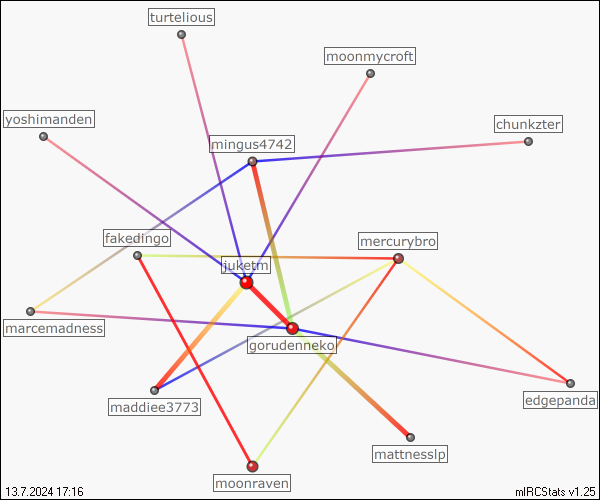 turtelious
moonmycroft
yoshimanden
chunkzter
mingus4742
fakedingo
mercurybro
juketm
marcemadness
gorudenneko
maddiee3773
edgepanda
mattnesslp
moonraven
13.7.2024 17:16
mIRCStats v1.25